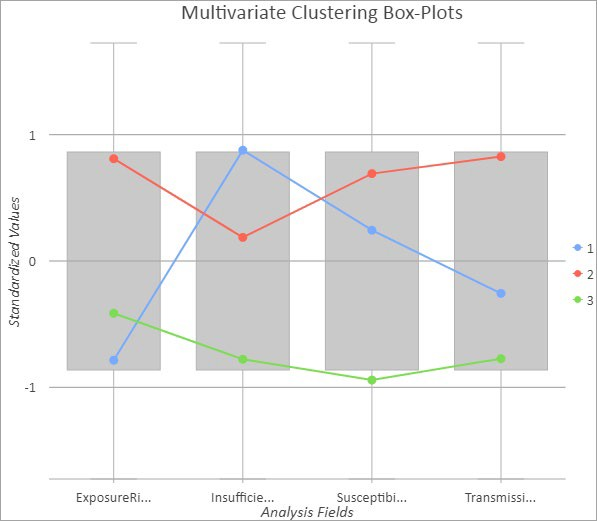 Multivariate Clustering Box-Plots
Standardized Values
1
0
-1
1
2
3
ExposureRi...
Insufficie...
Susceptibi...
Transmissi...
Analysis Fields